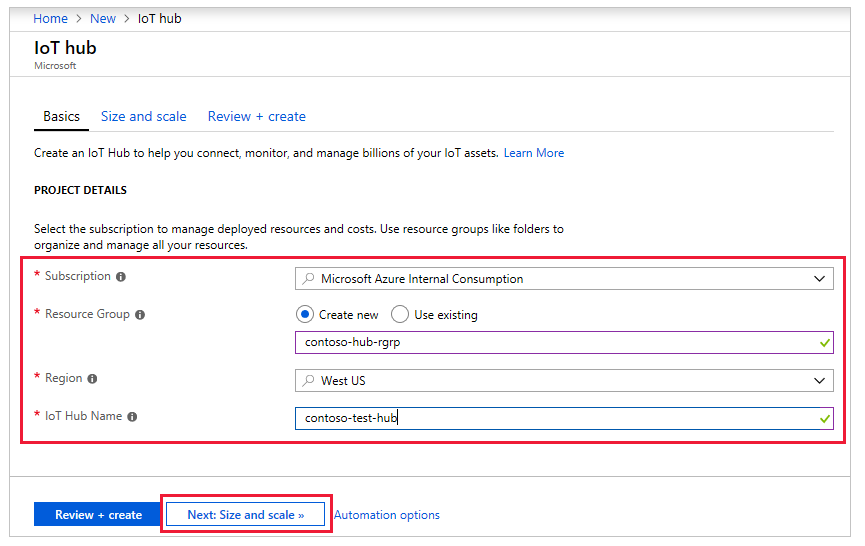 Home > New > IoT hub
IoT hub
Microsoft
Basics Size and scale Review + create
Create an IoT Hub to help you connect, monitor, and manage billions of your IoT assets. Learn More
PROJECT DETAILS
Select the subscription to manage deployed resources and costs. Use resource groups like folders to
organize and manage all your resources.
* Subscription Microsoft Azure Internal Consumption
* Resource Group Create new Use existing
contoso-hub-rgrp
* Region West US
* IoT Hub Name contoso-test-hub
Review + create Next: Size and scale » Automation options